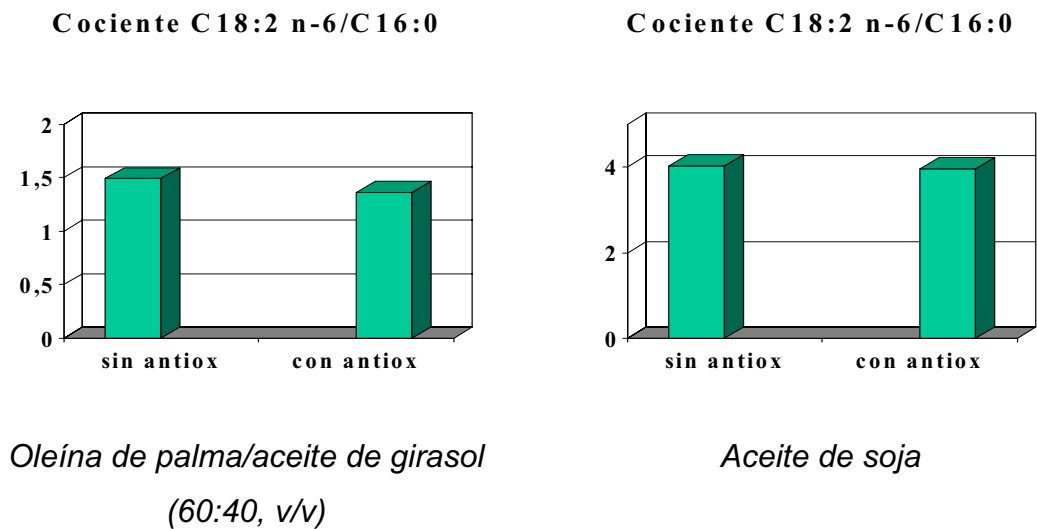 Cociente C18:2 n-6/C16:0
2
1,5
1
0,5
0
sin antiox con antiox
Oleína de palma/aceite de girasol
(60:40, v/v)
Cociente C18:2 n-6/C16:0
4
2
0
sin antiox con antiox
Aceite de soja